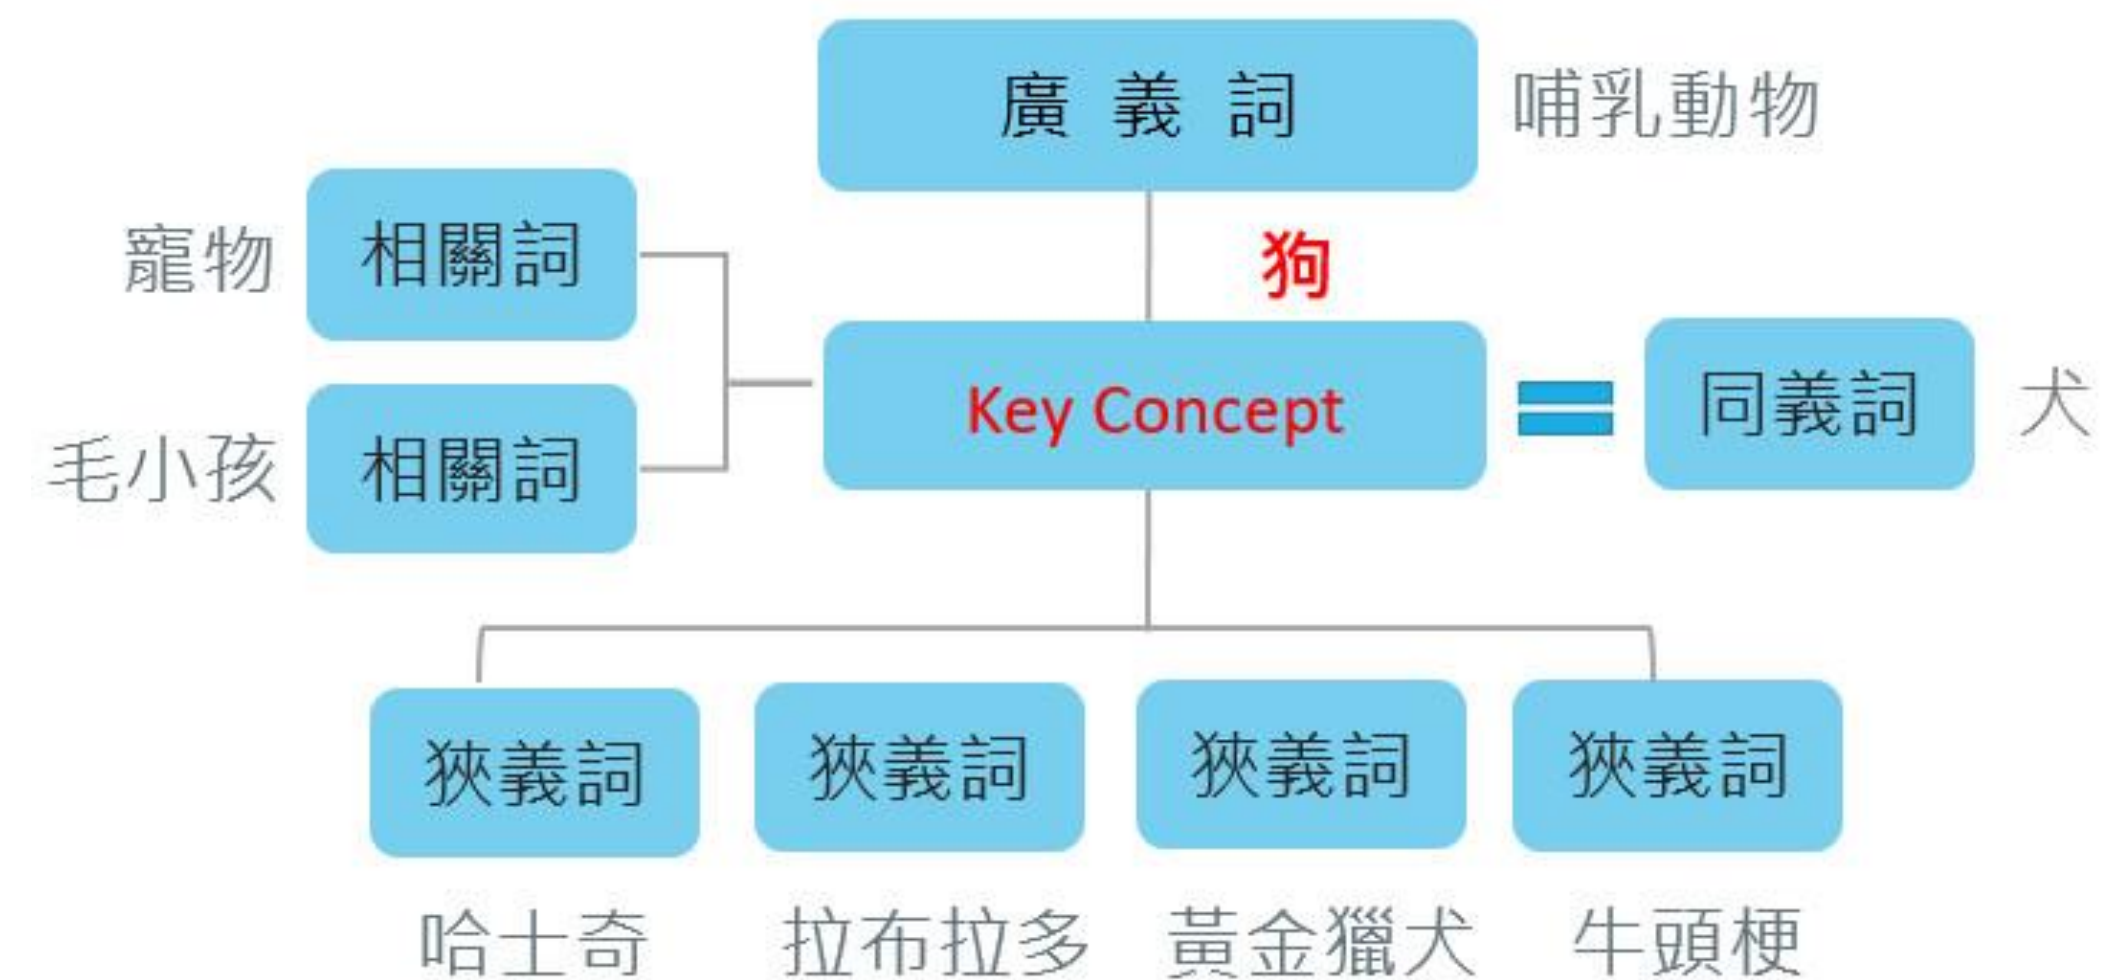 廣 義 詞
哺乳動物
狗
寵物
相關詞
毛小孩
相關詞
Key Concept
同義詞
犬
狹義詞
狹義詞
狹義詞
狹義詞
哈士奇
拉布拉多
黃金獵犬
牛頭梗